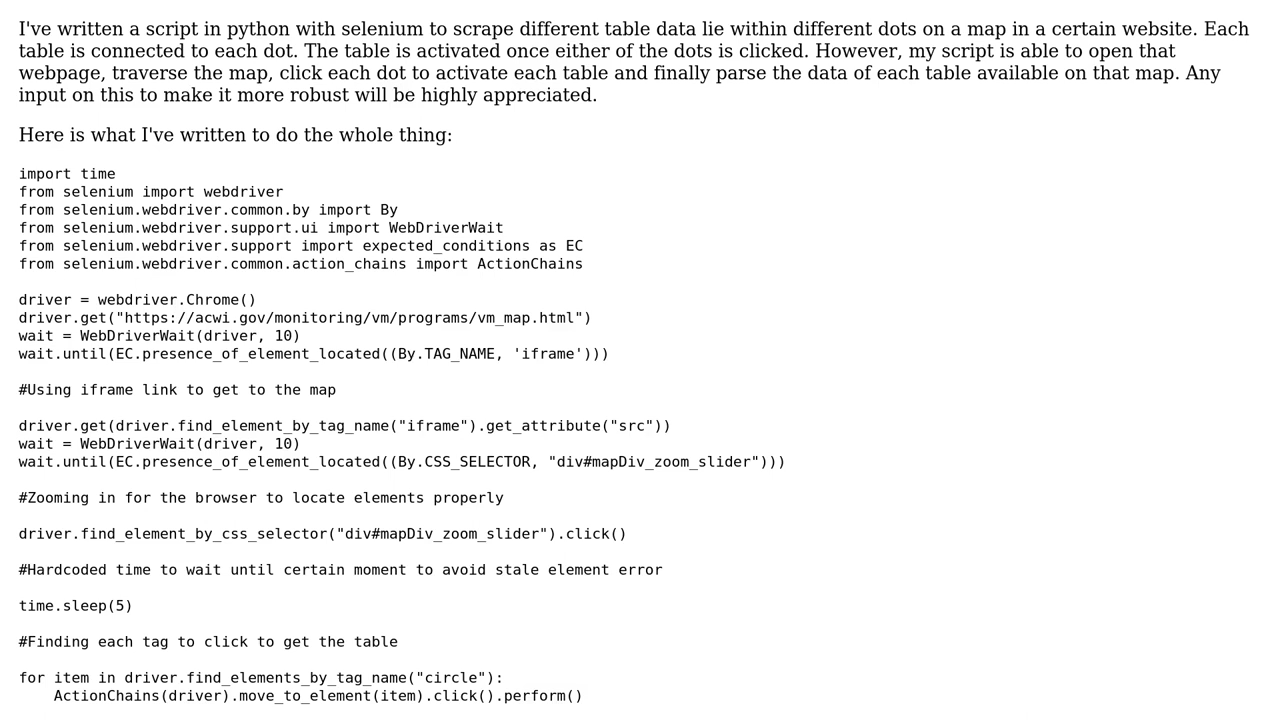 I've written a script in python with selenium to scrape different table data lie within different dots on a map in a certain website. Each
table is connected to each dot. The table is activated once either of the dots is clicked. However, my script is able to open that
webpage, traverse the map, click each dot to activate each table and finally parse the data of each table available on that map. Any
input on this to make it more robust will be highly appreciated.
Here is what I've written to do the whole thing:
import time
from selenium import webdriver
from selenium.webdriver.common.by import By
from selenium.webdriver.support.ui import WebDriverWait
from selenium.webdriver.support import expected_conditions as EC
from selenium.webdriver.common.action_chains import ActionChains
driver = webdriver.Chrome()
driver.get("https://acwi.gov/monitoring/vm/programs/vm_map.html")
wait = WebDriverWait(driver, 10)
wait.until(EC.presence_of_element_located((By.TAG_NAME, 'iframe')))
#Using iframe link to get to the map
driver.get(driver.find_element_by_tag_name("iframe").get_attribute("src"))
wait = WebDriverWait(driver, 10)
wait.until(EC.presence_of_element_located((By.CSS_SELECTOR, "div#mapDiv_zoom_slider")))
#Zooming in for the browser to locate elements properly
driver.find_element_by_css_selector("div#mapDiv_zoom_slider").click()
#Hardcoded time to wait until certain moment to avoid stale element error
time.sleep(5)
#Finding each tag to click to get the table
for item in driver.find_elements_by_tag_name("circle"):
    ActionChains(driver).move_to_element(item).click().perform()